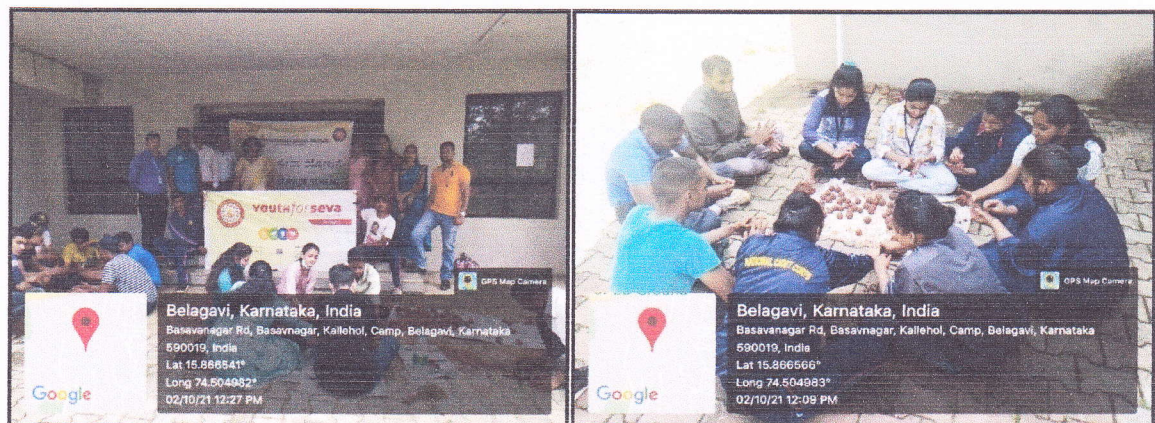 youthforseva
GPS Map Camera
Belagavi, Karnataka, India
Basavanagar Rd, Basavnagar, Kallehol, Camp, Belagavi, Karnataka
590019, India
Lat 15.866541°
Long 74.504982°
02/10/21 12:27 PM
Google
NATIONAL CADET CORPS
GPS Map Camera
Belagavi, Karnataka, India
Basavanagar Rd, Basavnagar, Kallehol, Camp, Belagavi, Karnataka
590019, India
Lat 15.866566°
Long 74.504983°
02/10/21 12:09 PM
Google